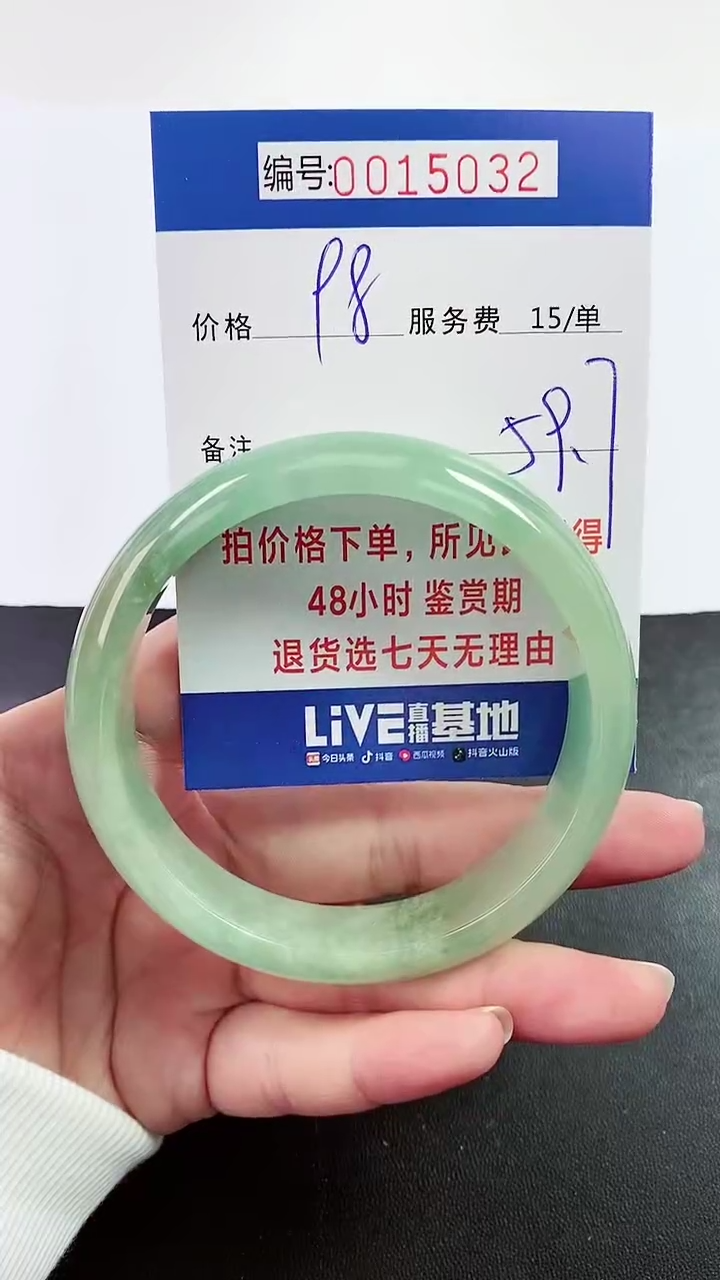 编号:0015032
价格 98 服务费 15/单
备注 59.7
拍价格下单，所见 得
48小时 鉴赏期
退货选七天无理由
LiVE直播基地
今日头条 抖音 西瓜视频 抖音火山版